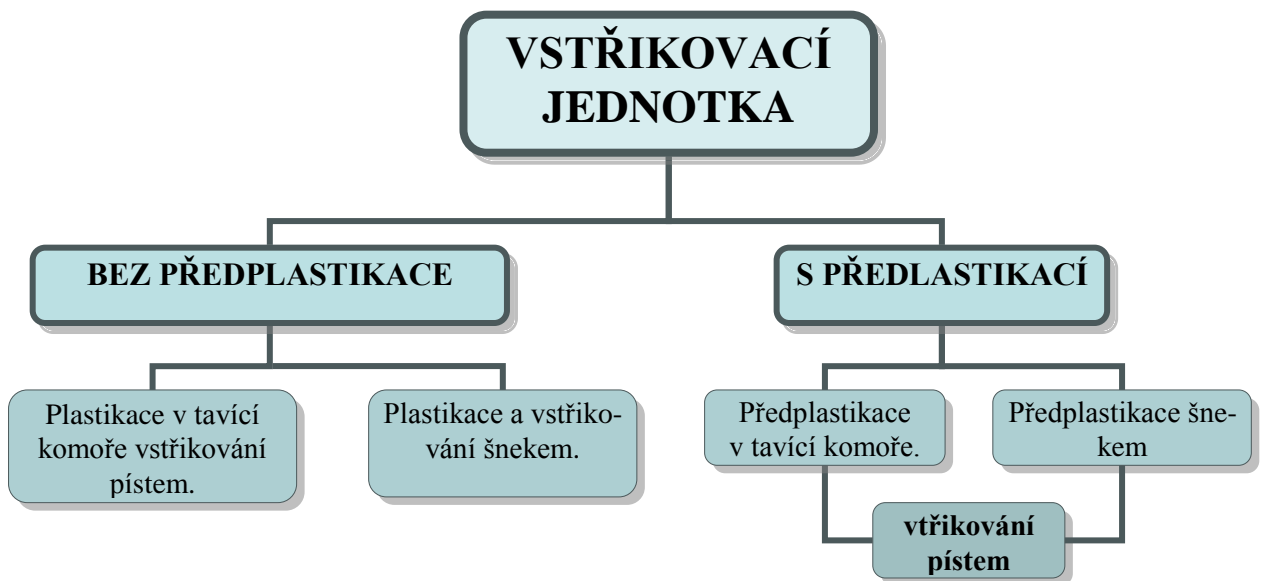 VSTŘIKOVACÍ
JEDNOTKA
BEZ PŘEDPLASTIKACE
S PŘEDLASTIKACÍ
Plastikace v tavící
komoře vstřikování
pístem.
Plastikace a vstřiko-
vání šnekem.
Předplastikace
v tavící komoře.
Předplastikace šne-
kem
vtřikování
pístem